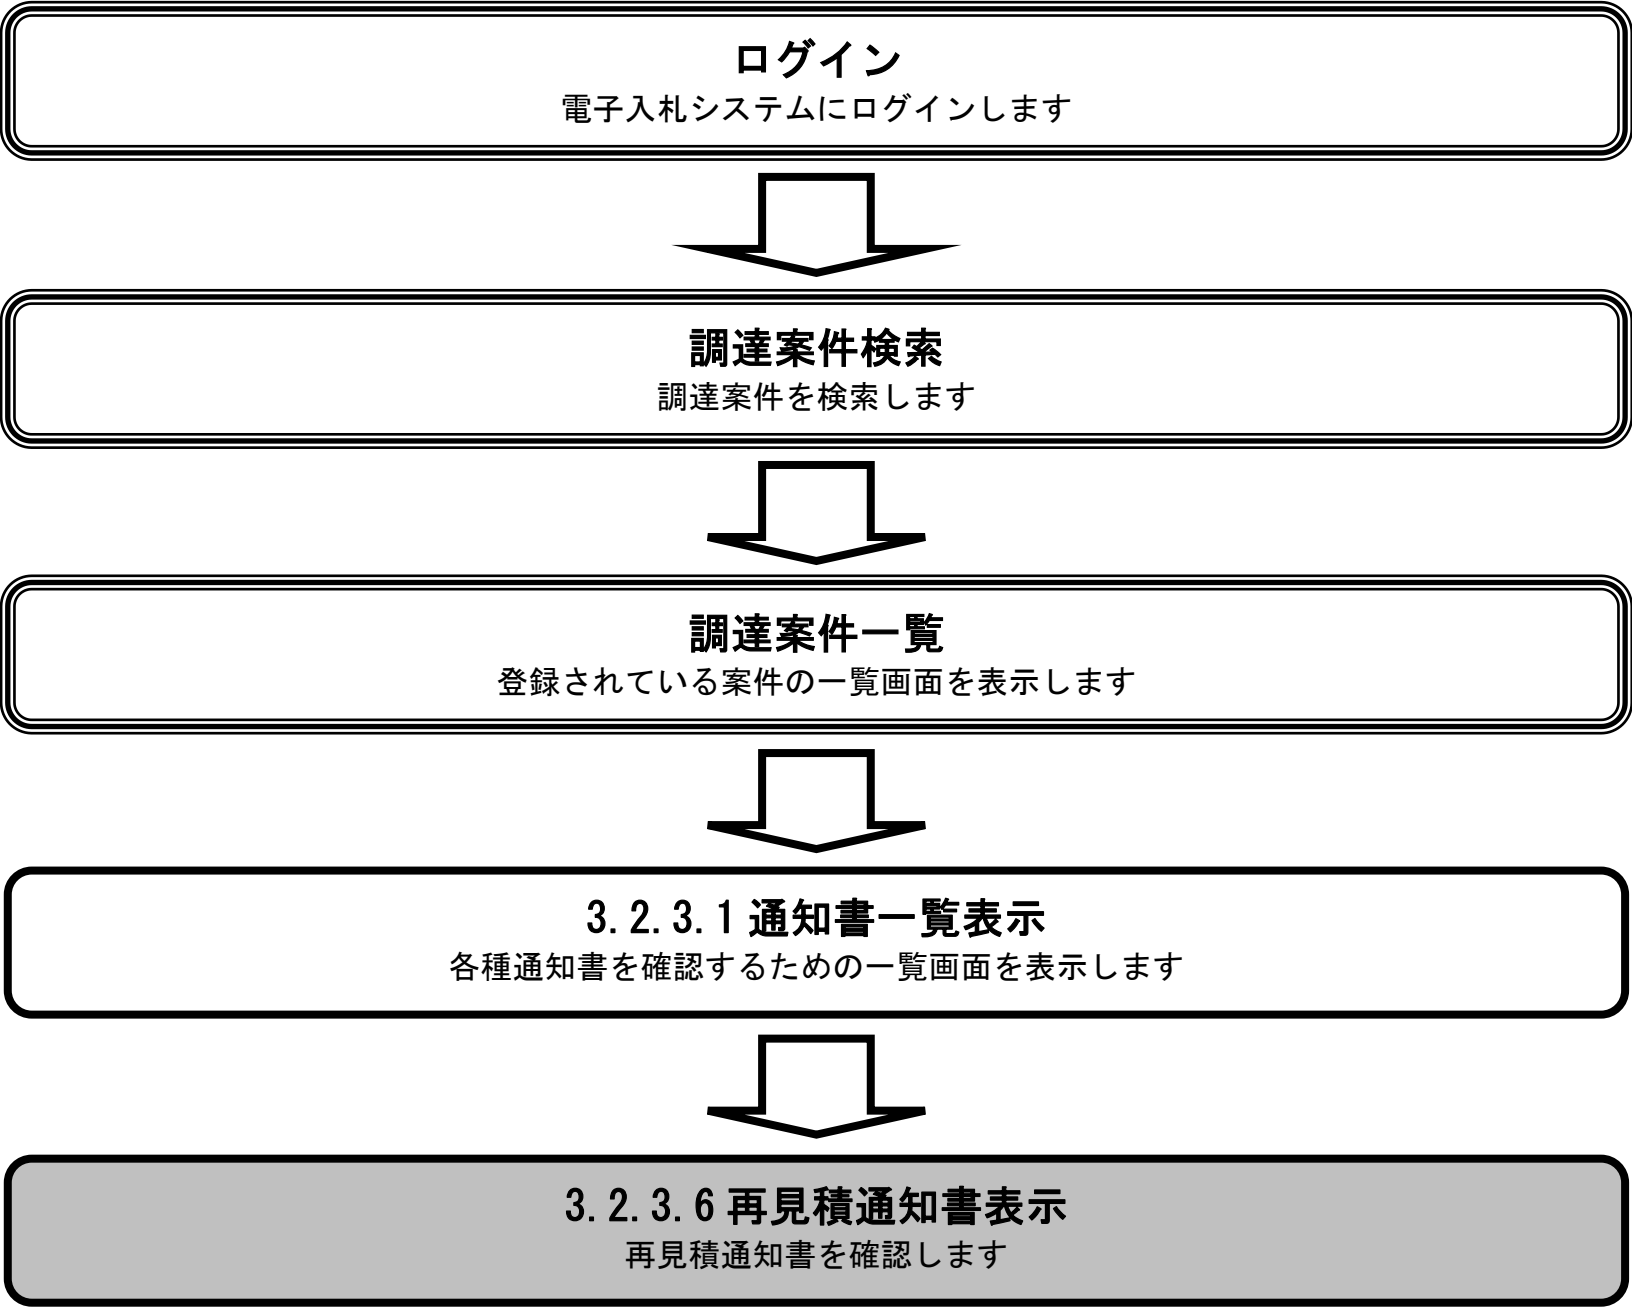 ログイン
電子入札システムにログインします
調達案件検索
調達案件を検索します
調達案件一覧
登録されている案件の一覧画面を表示します
3.2.3.1 通知書一覧表示
各種通知書を確認するための一覧画面を表示します
3.2.3.6 再見積通知書表示
再見積通知書を確認します